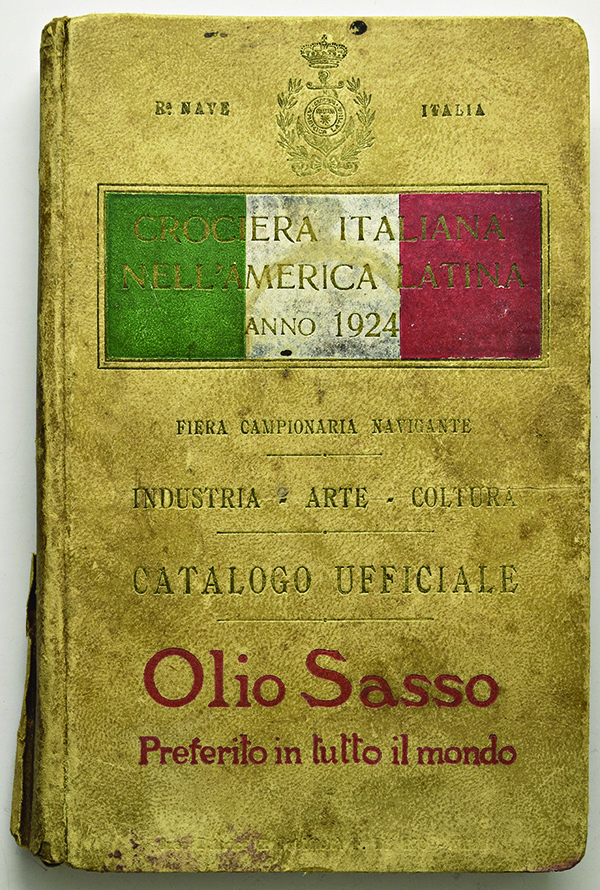 Rª NAVE ITALIA
CROCIERA ITALIANA
NELL'AMERICA LATINA
ANNO 1924
FIERA CAMPIONARIA NAVIGANTE
INDUSTRIA - ARTE - COLTURA
CATALOGO UFFICIALE
Olio Sasso
Preferito in tutto il mondo